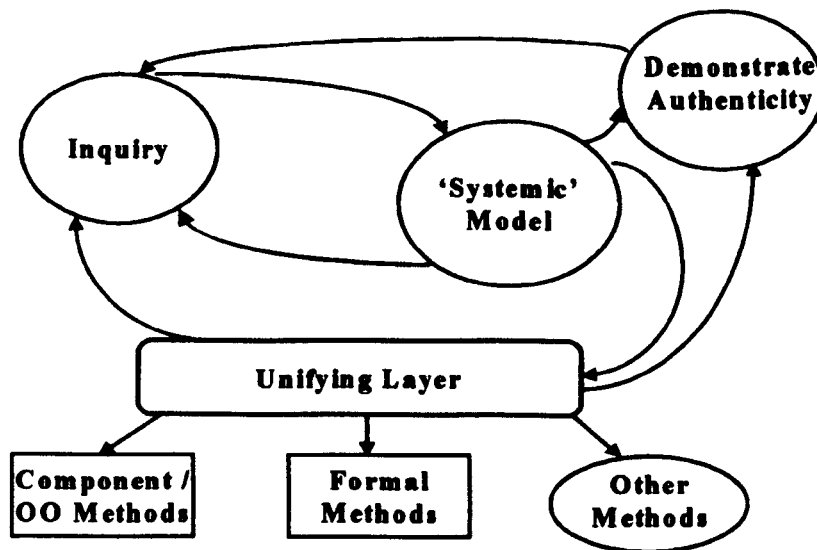 Demonstrate
Authenticity
Inquiry
‘Systemic’
Model
Unifying Layer
Component /
OO Methods
Formal
Methods
Other
Methods